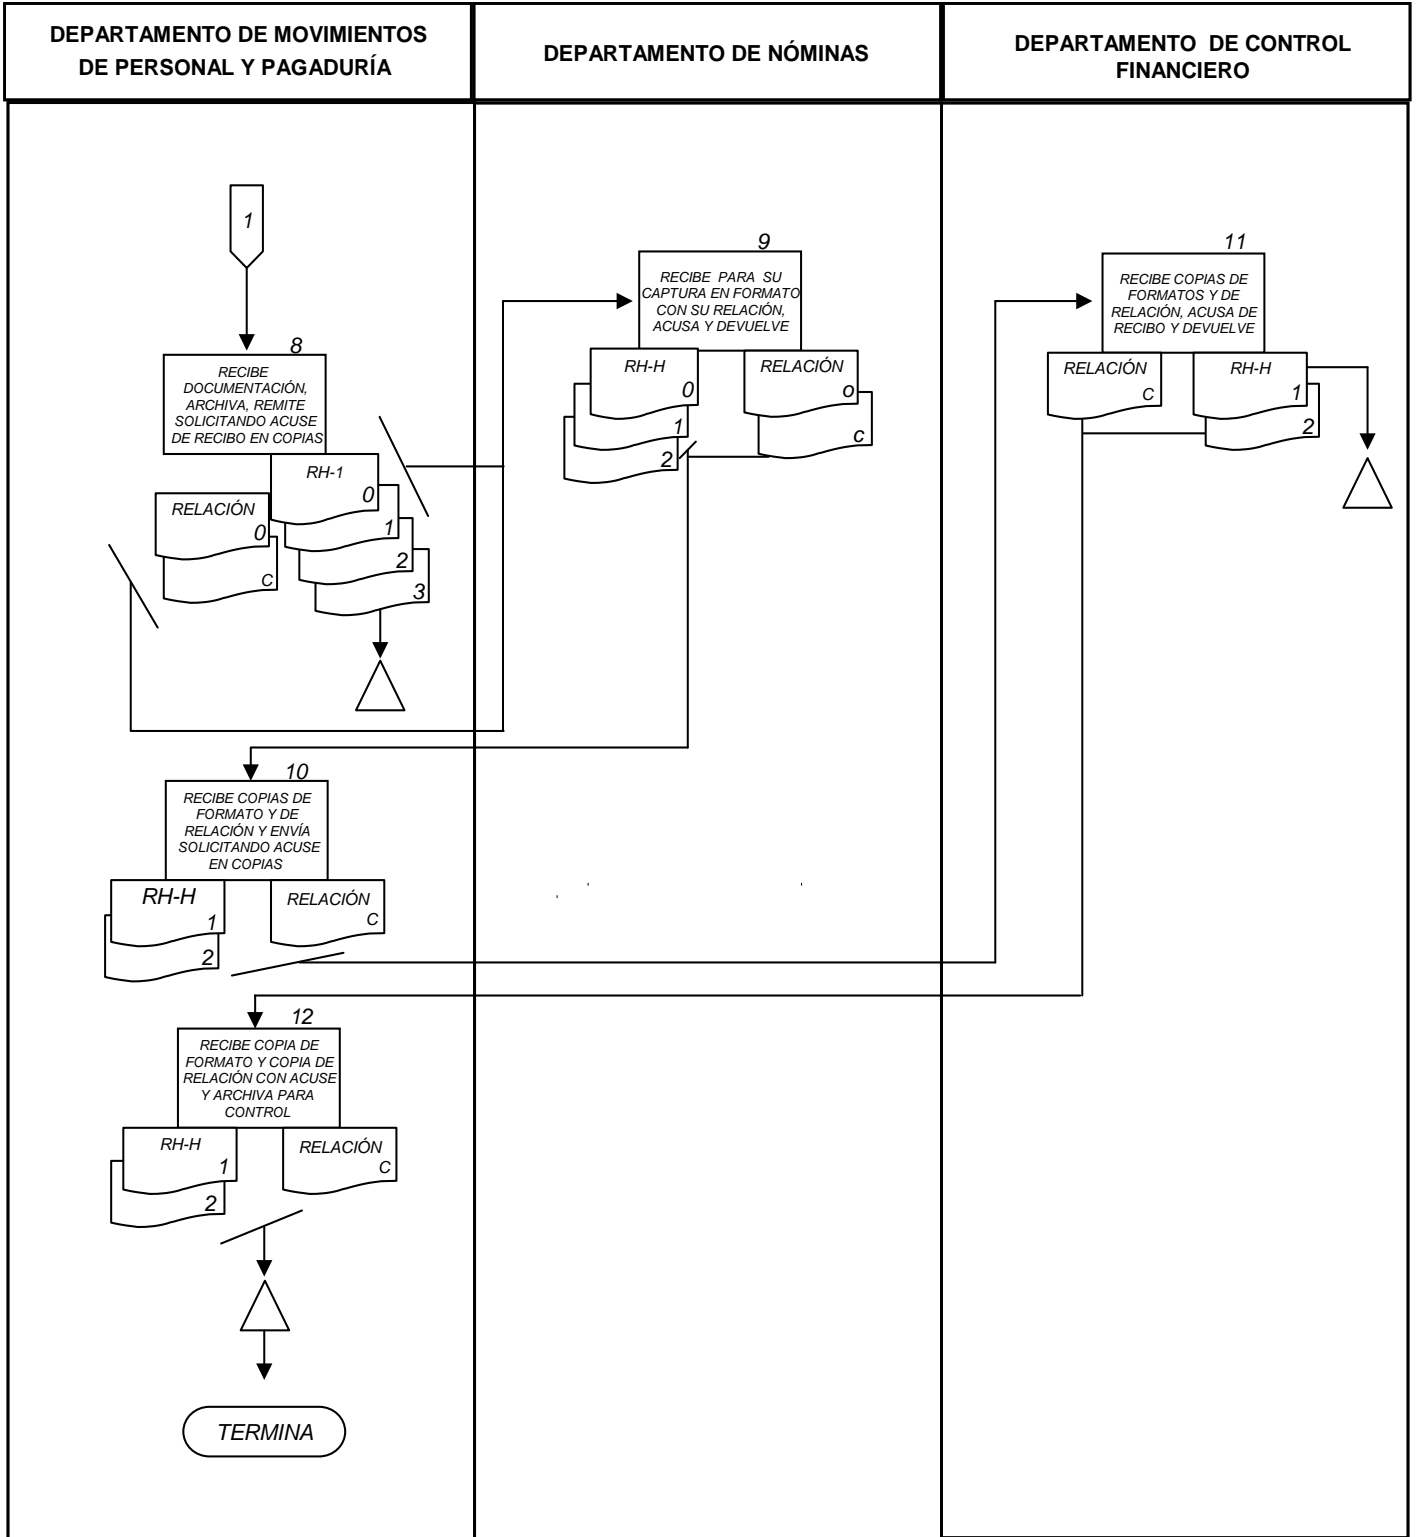 DEPARTAMENTO DE MOVIMIENTOS
DE PERSONAL Y PAGADURÍA
DEPARTAMENTO DE NÓMINAS
DEPARTAMENTO DE CONTROL
FINANCIERO
1
8
RECIBE
DOCUMENTACIÓN,
ARCHIVA, REMITE
SOLICITANDO ACUSE
DE RECIBO EN COPIAS
RH-1
0
1
2
3
RELACIÓN
0
C
9
RECIBE PARA SU
CAPTURA EN FORMATO
CON SU RELACIÓN,
ACUSA Y DEVUELVE
RH-H
0
1
2
RELACIÓN
o
c
11
RECIBE COPIAS DE
FORMATOS Y DE
RELACIÓN, ACUSA DE
RECIBO Y DEVUELVE
RELACIÓN
C
RH-H
1
2
10
RECIBE COPIAS DE
FORMATO Y DE
RELACIÓN Y ENVÍA
SOLICITANDO ACUSE
EN COPIAS
RH-H
1
2
RELACIÓN
C
12
RECIBE COPIA DE
FORMATO Y COPIA DE
RELACIÓN CON ACUSE
Y ARCHIVA PARA
CONTROL
RH-H
1
2
RELACIÓN
C
TERMINA